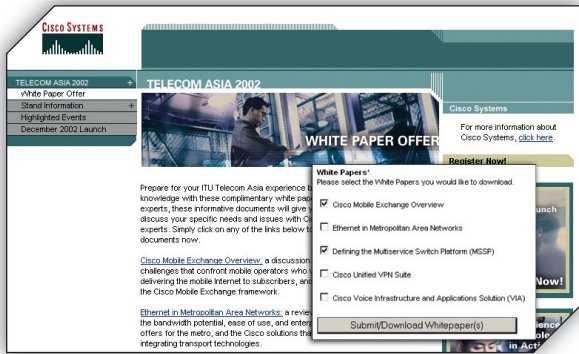 CISCO SYSTEMS
TELECOM ASIA 2002 +
White Paper Offer
Stand Information +
Highlighted Events
December 2002 Launch
TELECOM ASIA 2002
WHITE PAPER OFFER
Prepare for your ITU Telecom Asia experience b
knowledge with these complimentary white pap
experts, these informative documents will give y
discuss your specific needs and issues with Ci
experts. Simply click on any of the links below to
documents now.
Cisco Mobile Exchange Overview: a discussion
challenges that confront mobile operators who
delivering the mobile Internet to subscribers, and
the Cisco Mobile Exchange framework.
Ethernet in Metropolitan Area Networks: a review
the bandwidth potential, ease of use, and enterp
offers for the metro, and the Cisco solutions tha
integrating transport technologies.
Cisco Systems
For more information about
Cisco Systems, click here.
Register Now!
White Papers*
Please select the White Papers you would like to download.
Cisco Mobile Exchange Overview
Ethernet in Metropolitan Area Networks
Defining the Multiservice Switch Platform (MSSP)
Cisco Unified VPN Suite
Cisco Voice Infrastructure and Applications Solution (VIA)
Submit/Download Whitepaper(s)
unch
Now!